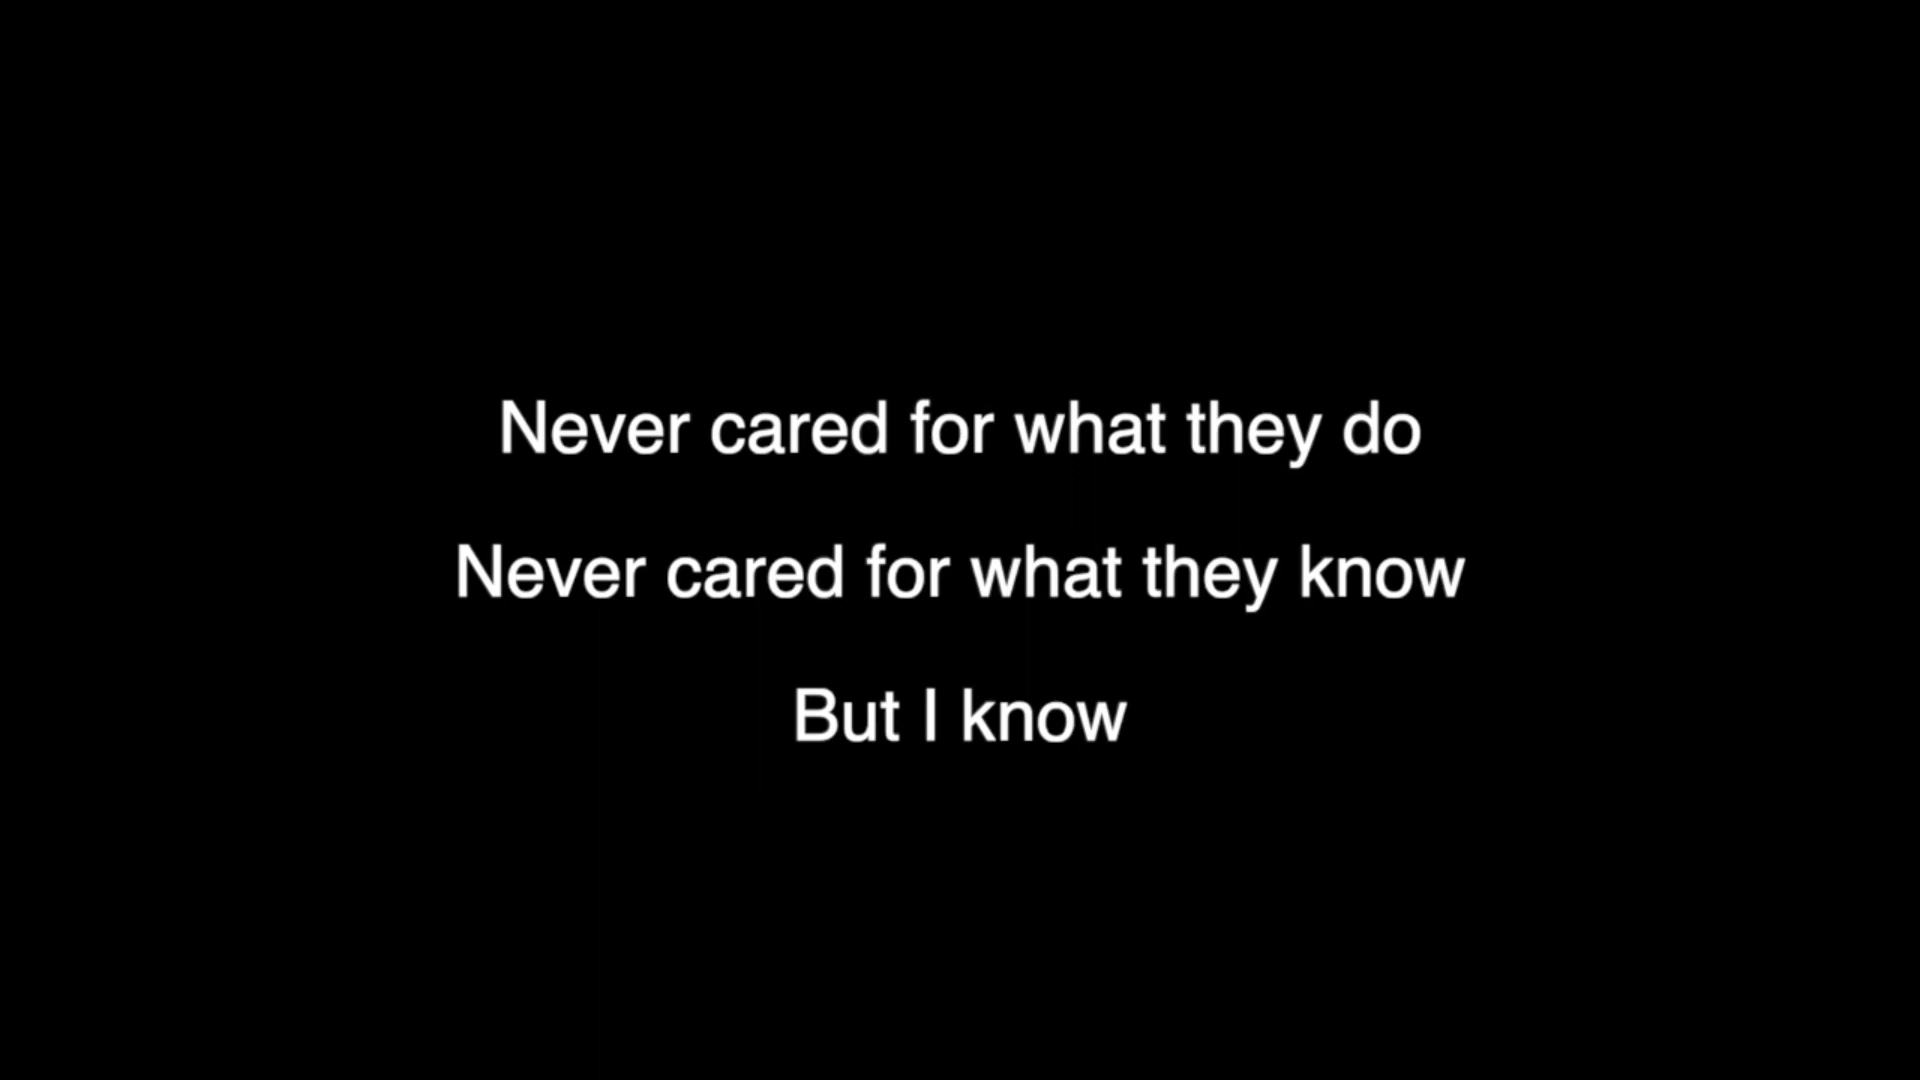 Never cared for what they do
Never cared for what they know
But I know